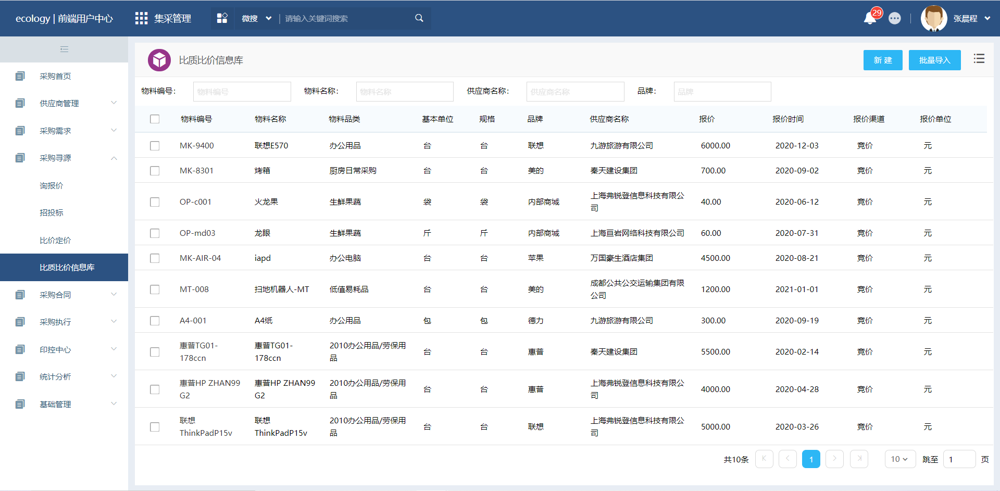 ecology | 前端用户中心 集采管理 微搜 请输入关键词搜索 29 张晨程
比质比价信息库 新 建 批量导入
采购首页
供应商管理
采购需求
采购寻源
询报价
招投标
比价定价
比质比价信息库
采购合同
采购执行
印控中心
统计分析
基础管理
物料编号： 物料编号 物料名称： 物料名称 供应商名称： 供应商名称 品牌： 品牌
物料编号 物料名称 物料品类 基本单位 规格 品牌 供应商名称 报价 报价时间 报价渠道 报价单位
MK-9400 联想E570 办公用品 台 台 联想 九游旅游有限公司 6000.00 2020-12-03 竞价 元
MK-8301 烤箱 厨房日常采购 台 台 美的 秦天建设集团 700.00 2020-09-02 竞价 元
OP-c001 火龙果 生鲜果蔬 袋 袋 内部商城 上海弗锐登信息科技有限公 40.00 2020-06-12 竞价 元
司
OP-md03 龙眼 生鲜果蔬 斤 斤 内部商城 上海亘岩网络科技有限公司 60.00 2020-07-31 竞价 元
MK-AIR-04 iapd 办公电脑 台 台 苹果 万国豪生酒店集团 4500.00 2020-08-21 竞价 元
MT-008 扫地机器人-MT 低值易耗品 台 台 美的 成都公共公交运输集团有限 1200.00 2021-01-01 竞价 元
公司
A4-001 A4纸 办公用品 包 包 德力 九游旅游有限公司 300.00 2020-09-19 竞价 元
惠普TG01- 惠普TG01- 2010办公用品/劳保用 台 台 惠普 秦天建设集团 5500.00 2020-02-14 竞价 元
178ccn 178ccn 品
惠普HP ZHAN99 惠普HP ZHAN99 2010办公用品/劳保用 台 台 惠普 上海弗锐登信息科技有限公 4000.00 2020-04-28 竞价 元
G2 G2 品 司
联想 联想 2010办公用品/劳保用 台 台 联想 上海弗锐登信息科技有限公 5000.00 2020-03-26 竞价 元
ThinkPadP15v ThinkPadP15v 品 司
共10条 1 10 跳至 1 页